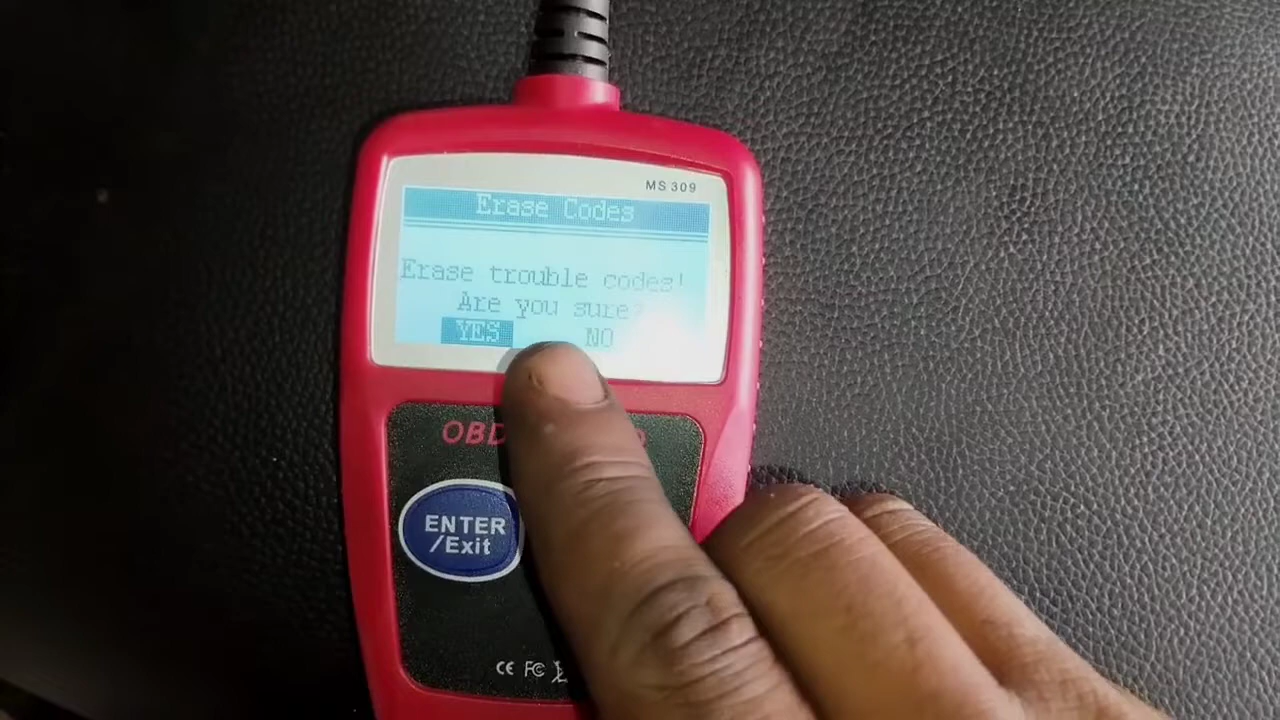 MS 309
Erase Codes
Erase trouble codes!
Are you sure?
YES NO
OBD
ENTER
/Exit
CE FC